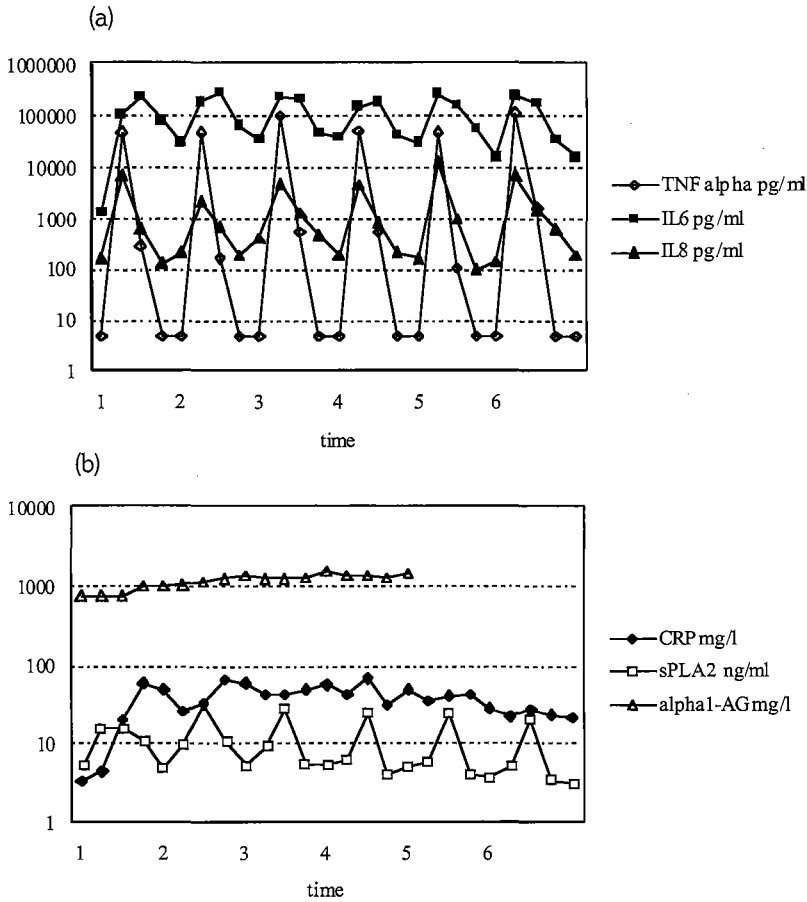 (a)
1000000
100000
10000
1000
100
10
1
1 2 3 4 5 6
time
TNF alpha pg/ml
IL6 pg/ml
IL8 pg/ml
(b)
10000
1000
100
10
1
1 2 3 4 5 6
time
CRP mg/l
sPLA2 ng/ml
alpha1-AG mg/l